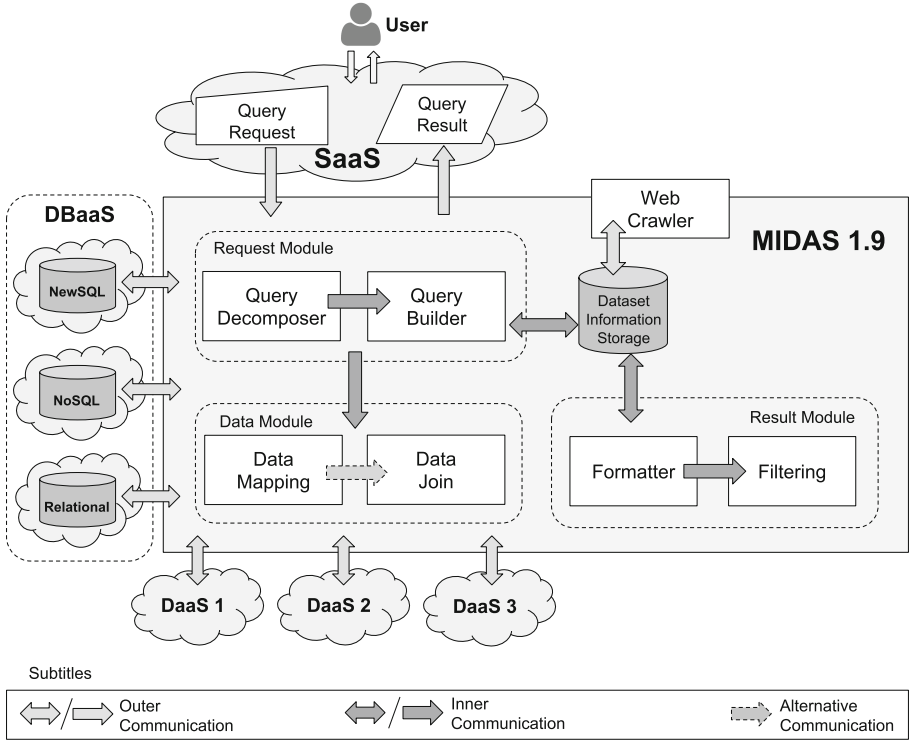 User
Query
Request
Query
Result
SaaS
DBaaS
NewSQL
NoSQL
Relational
Web
Crawler
MIDAS 1.9
Request Module
Query
Decomposer
Query
Builder
Dataset
Information
Storage
Data Module
Data
Mapping
Data
Join
Result Module
Formatter
Filtering
DaaS 1
DaaS 2
DaaS 3
Subtitles
Outer
Communication
Inner
Communication
Alternative
Communication